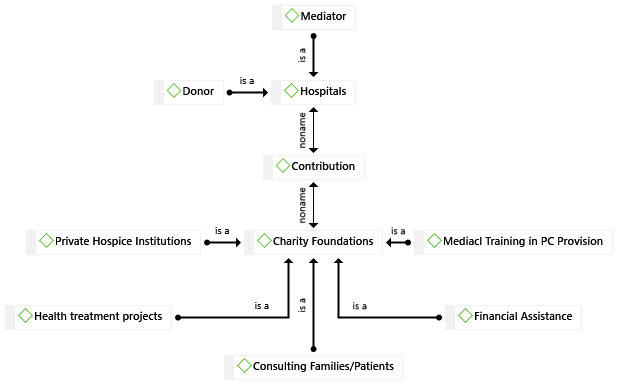 Mediator
is a
Donor
is a
Hospitals
noname
Contribution
noname
Private Hospice Institutions
is a
Charity Foundations
is a
Mediacl Training in PC Provision
Health treatment projects
is a
is a
is a
Financial Assistance
Consulting Families/Patients